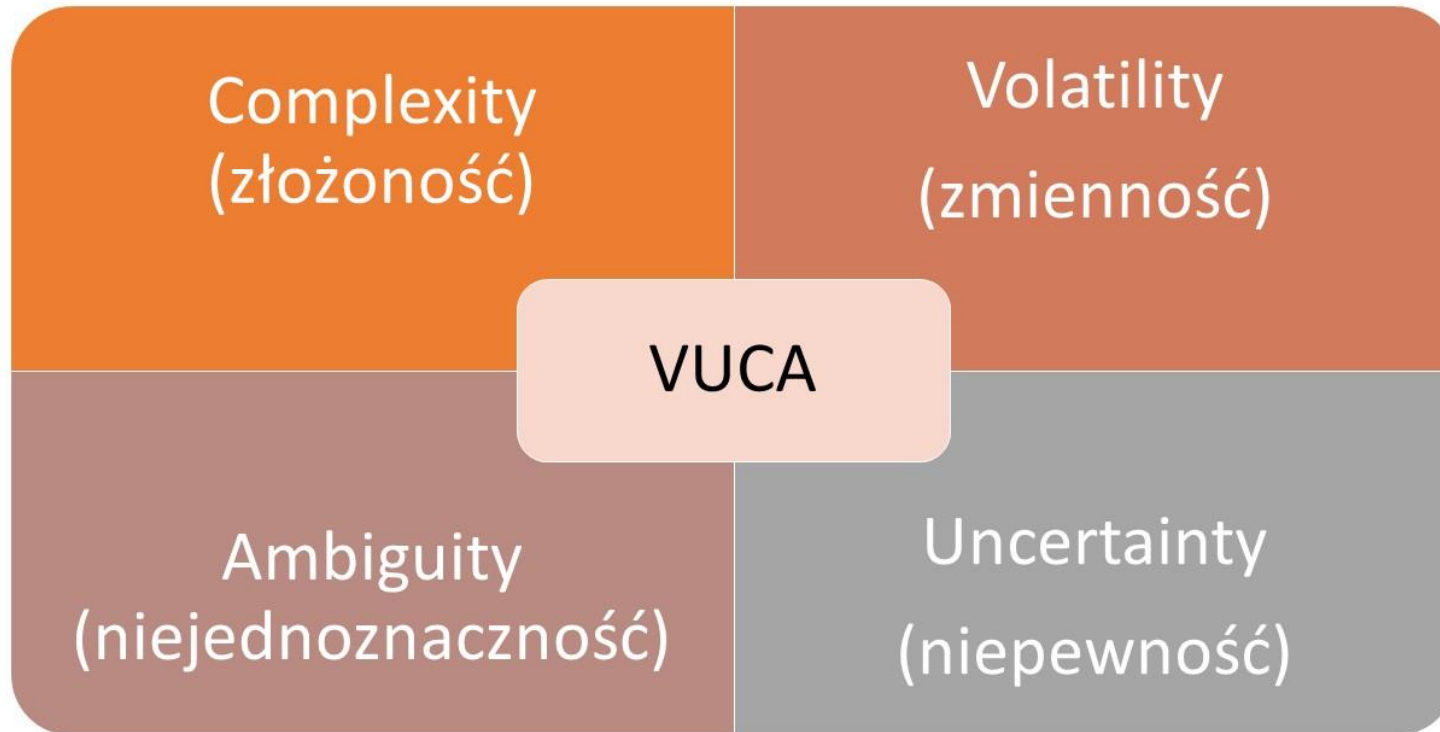 Complexity
(złożoność)
Volatility
(zmienność)
VUCA
Ambiguity
(niejednoznaczność)
Uncertainty
(niepewność)